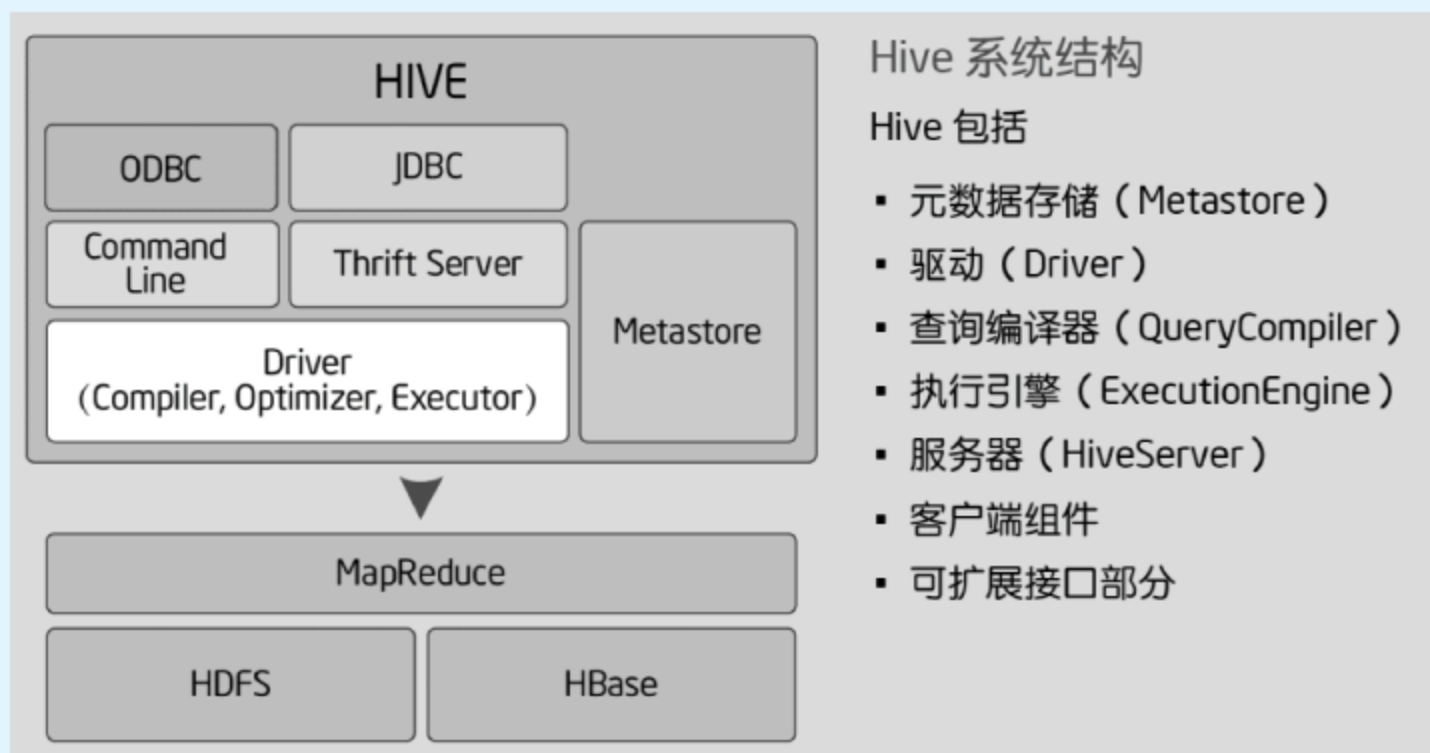 HIVE
ODBC
JDBC
Command
Line
Thrift Server
Metastore
Driver
(Compiler, Optimizer, Executor)
MapReduce
HDFS
HBase
Hive 系统结构
Hive 包括
▪ 元数据存储（Metastore）
▪ 驱动（Driver）
▪ 查询编译器（QueryCompiler）
▪ 执行引擎（ExecutionEngine）
▪ 服务器（HiveServer）
▪ 客户端组件
▪ 可扩展接口部分